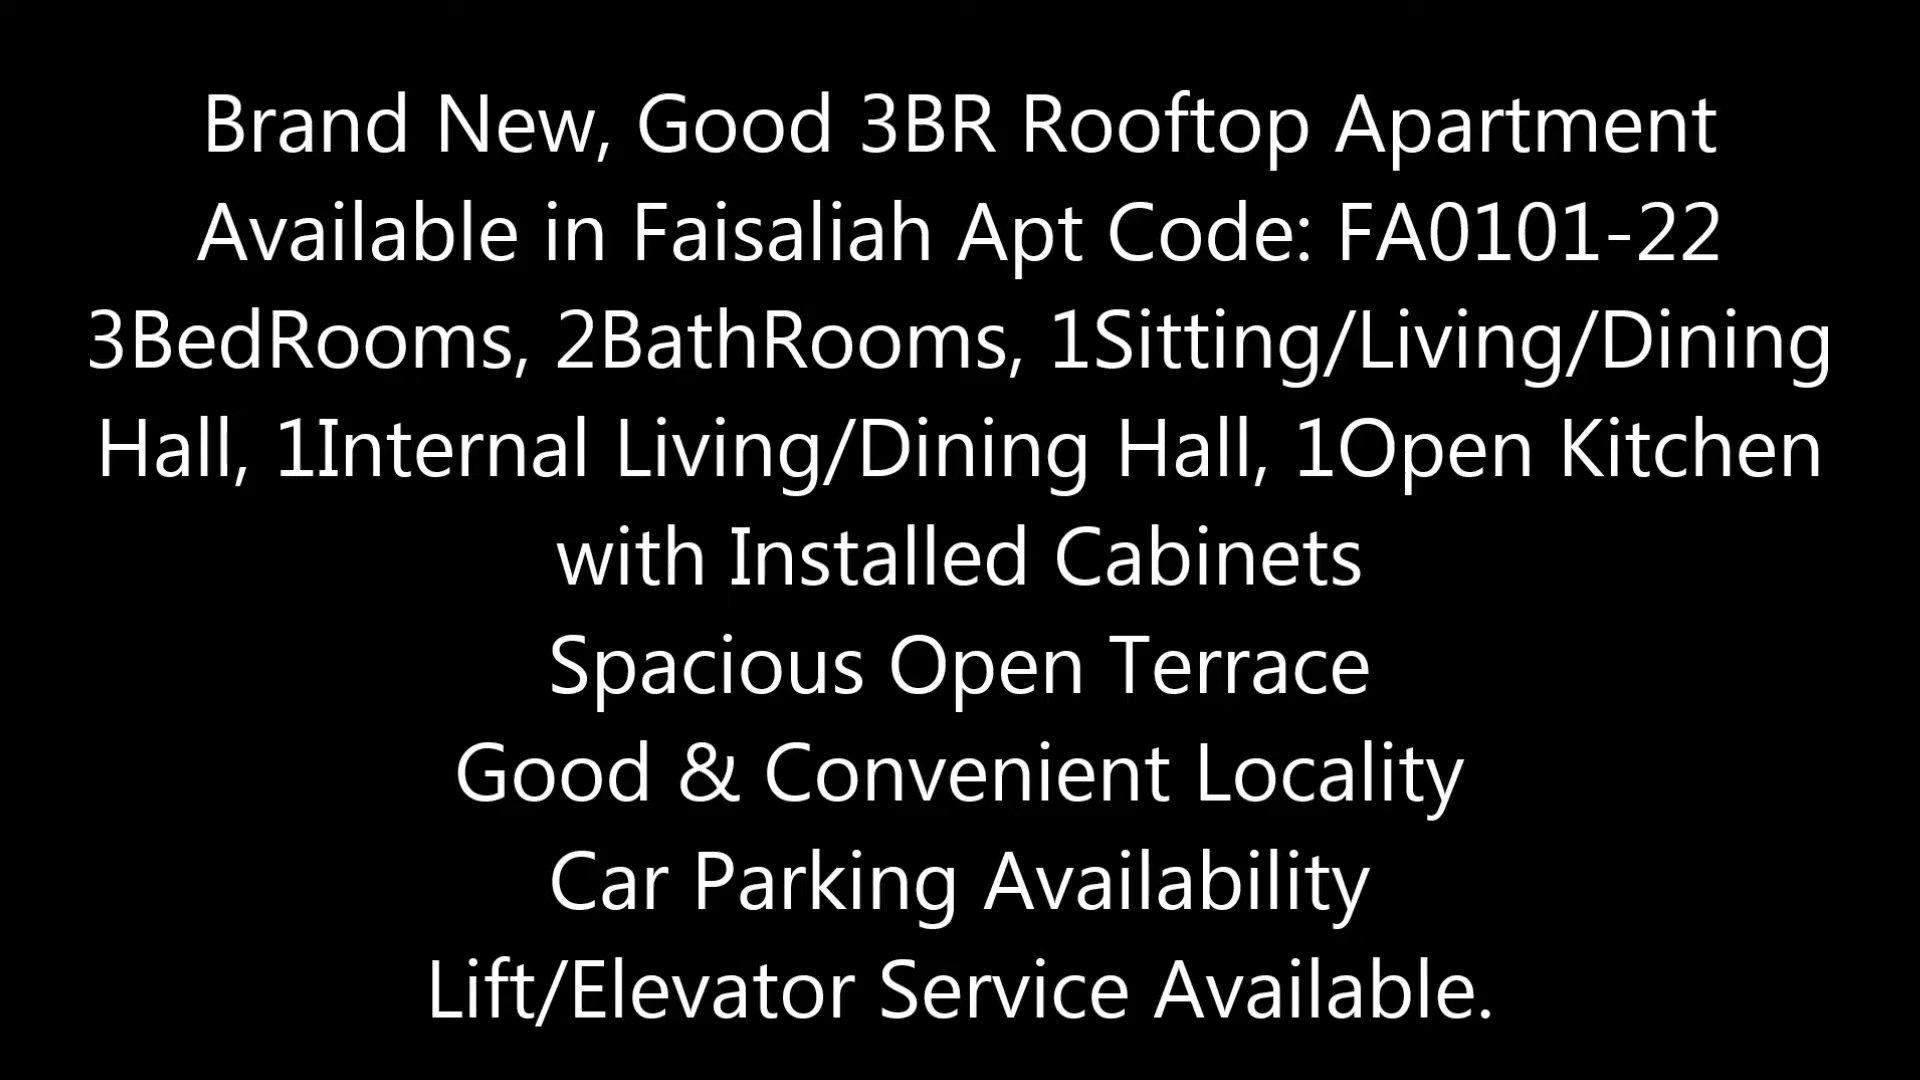 Brand New, Good 3BR Rooftop Apartment
Available in Faisaliah Apt Code: FA0101-22
3BedRooms, 2BathRooms, 1Sitting/Living/Dining
Hall, 1Internal Living/Dining Hall, 1Open Kitchen
with Installed Cabinets
Spacious Open Terrace
Good & Convenient Locality
Car Parking Availability
Lift/Elevator Service Available.